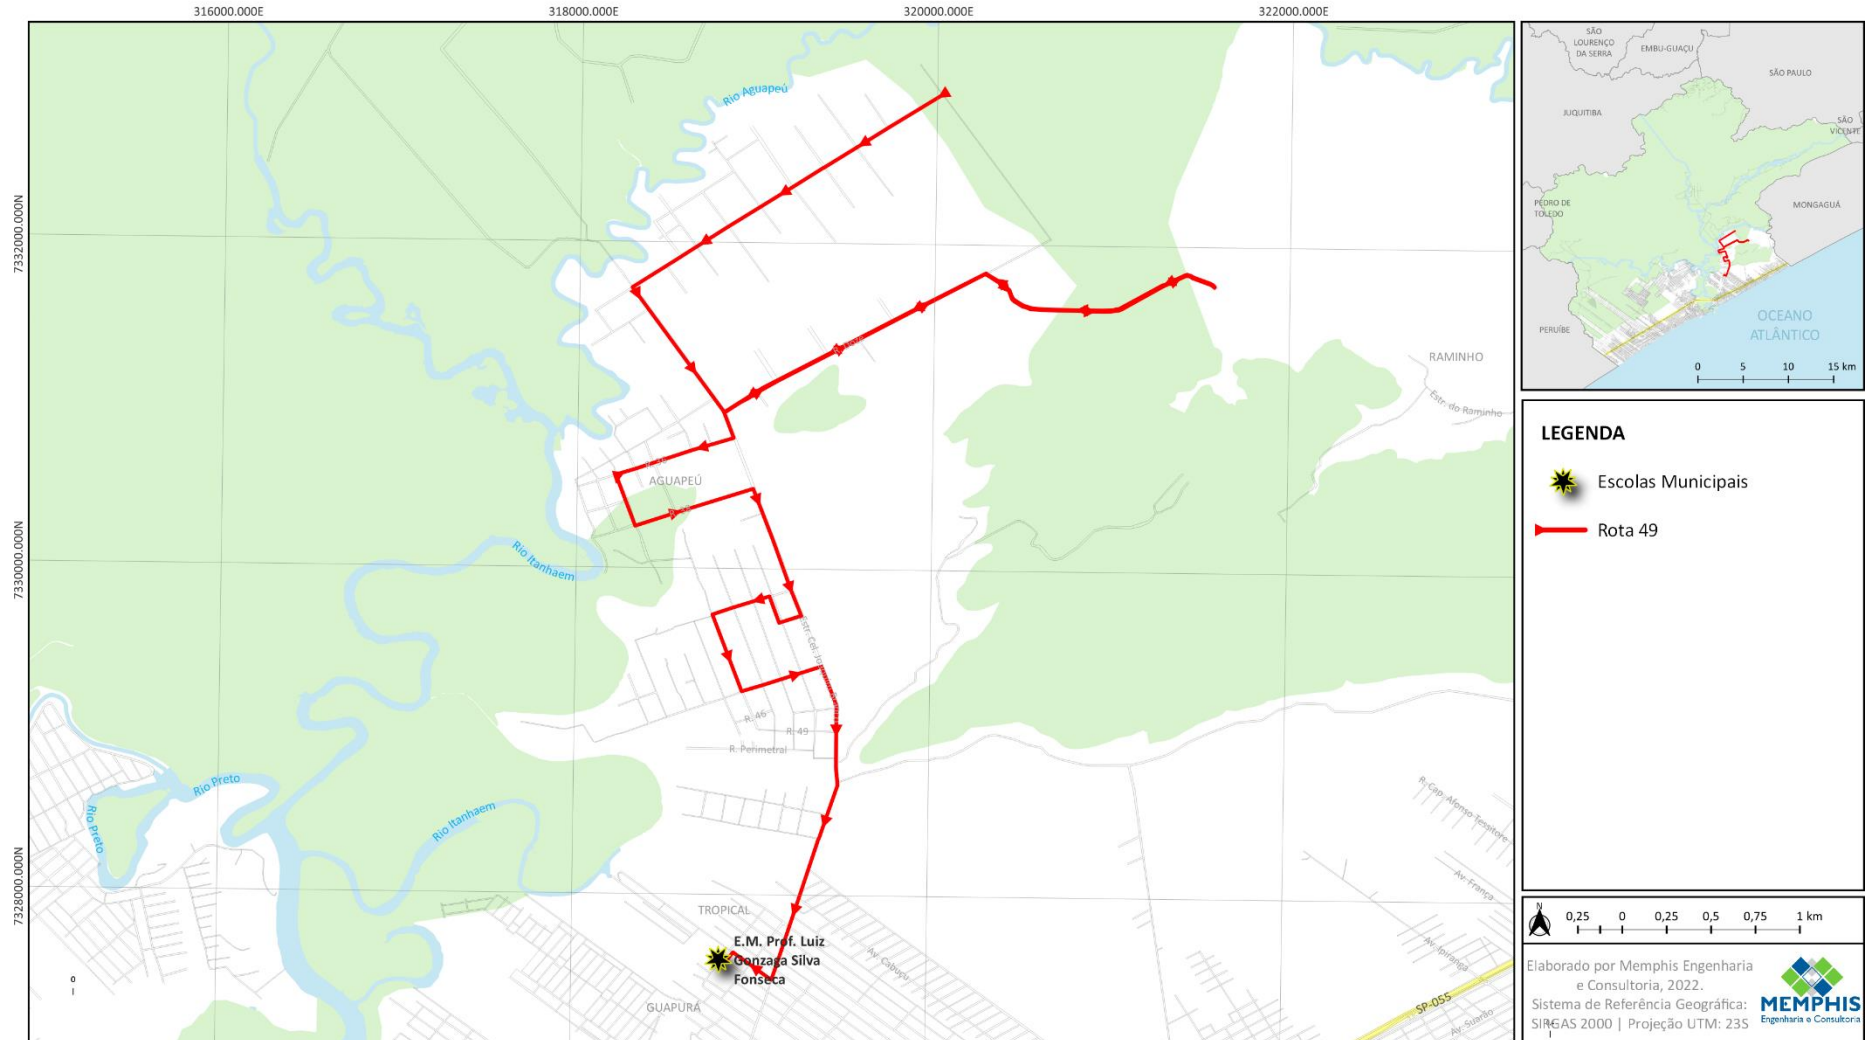 316000.000E
318000.000E
320000.000E
322000.000E
7332000.000N
7330000.000N
7328000.000N
Rio Aguapeú
R. Doze
RAMINHO
Estr. do Raminho
AGUAPEÚ
Rio Itanhaem
R. 46
R. 49
R. Perimetral
Rio Preto
Rio Preto
Rio Itanhaem
R. Cap. Afonso Tessitore
Av. França
Av. Ipiranga
Av. Suarão
SP-055
TROPICAL
E.M. Prof. Luiz
Gonzaga Silva
Fonseca
Av. Cabuçu
GUAPURÁ
0
SÃO
LOURENÇO
DA SERRA
EMBU-GUAÇU
SÃO PAULO
JUQUITIBA
SÃO
VICENTE
PEDRO DE
TOLEDO
MONGAGUÁ
PERUÍBE
OCEANO
ATLÂNTICO
0 5 10 15 km
LEGENDA
Escolas Municipais
Rota 49
N
0,25 0 0,25 0,5 0,75 1 km
Elaborado por Memphis Engenharia
e Consultoria, 2022.
Sistema de Referência Geográfica:
SIRGAS 2000 | Projeção UTM: 23S
MEMPHIS
Engenharia e Consultoria